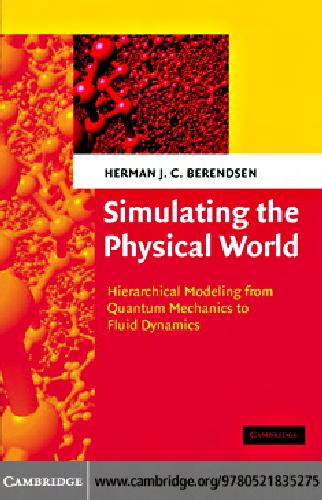 HERMAN J. C. BERENDSEN
Simulating the
Physical World
Hierarchical Modeling from
Quantum Mechanics to
Fluid Dynamics
CAMBRIDGE
CAMBRIDGE www.cambridge.org/9780521835275